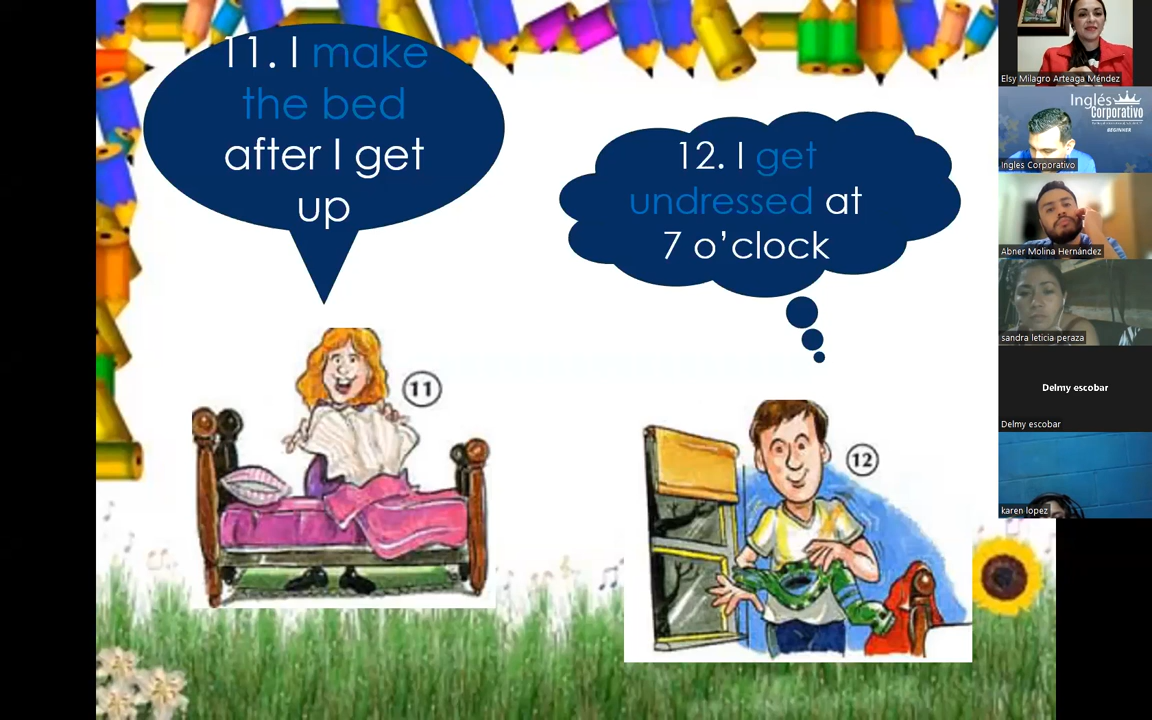 11. I make
the bed
after I get
up
12. I get
undressed at
7 o’clock
11
12
Elsy Milagro Arteaga Méndez
Inglés
Corporativo
BEGINNER
Ingles Corporativo
Abner Molina Hernández
sandra leticia peraza
Delmy escobar
Delmy escobar
karen lopez